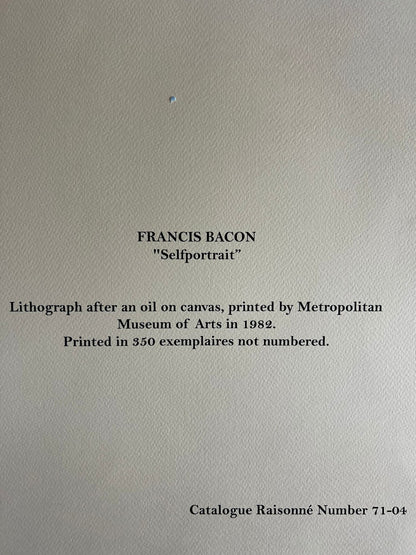 FRANCIS BACON
"Selfportrait”
Lithograph after an oil on canvas, printed by Metropolitan
Museum of Arts in 1982.
Printed in 350 exemplaires not numbered.
Catalogue Raisonné Number 71-04